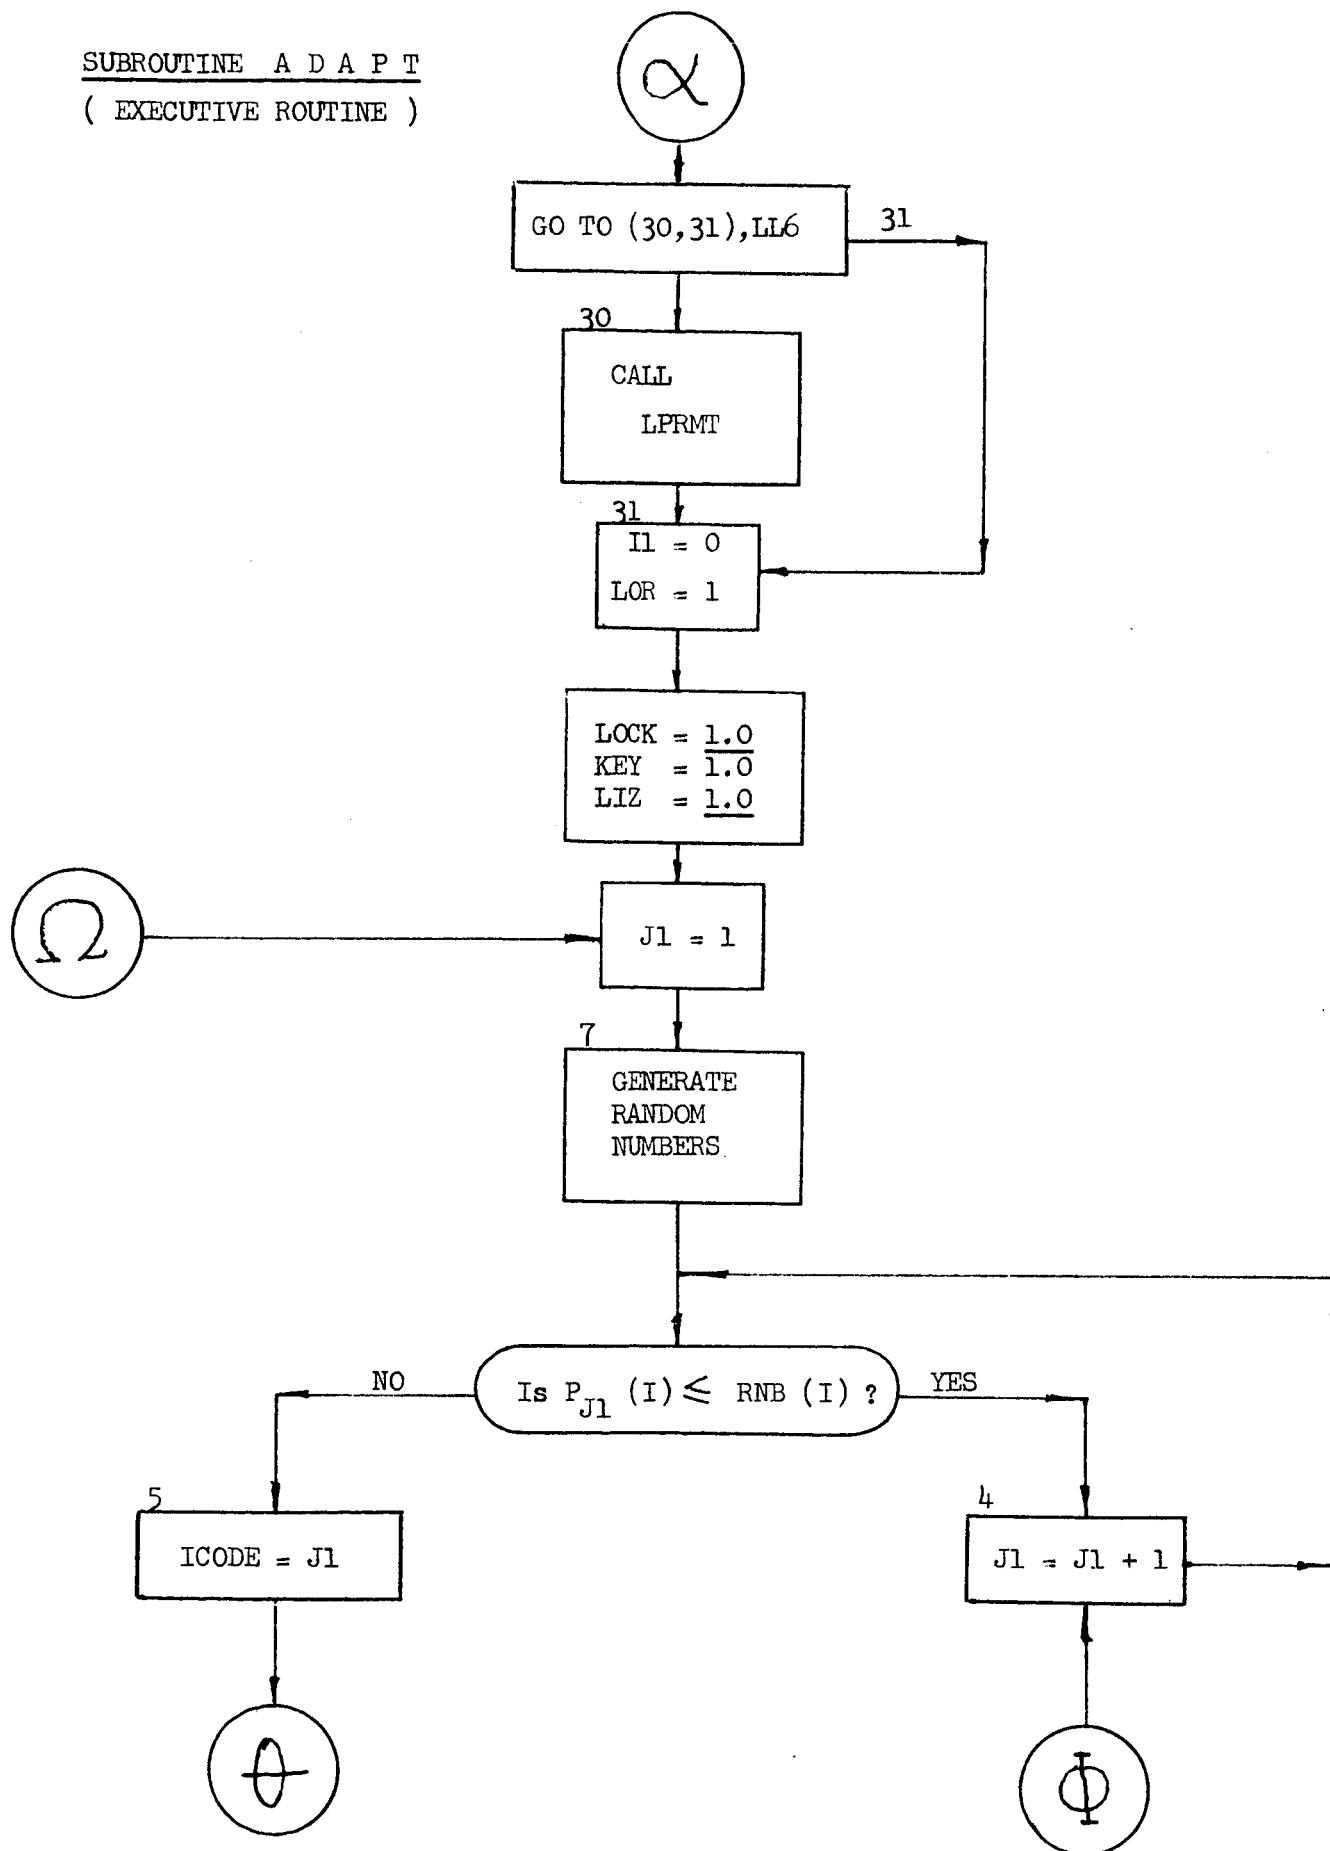 SUBROUTINE A D A P T
( EXECUTIVE ROUTINE )
α
GO TO (30,31),LL6
31
30
CALL
LPRMT
31
I1 = 0
LOR = 1
LOCK = 1.0
KEY = 1.0
LIZ = 1.0
Ω
J1 = 1
7
GENERATE
RANDOM
NUMBERS
NO
Is P_J1 (I) ≤ RNB (I) ?
YES
5
ICODE = J1
4
J1 = J1 + 1
θ
Φ